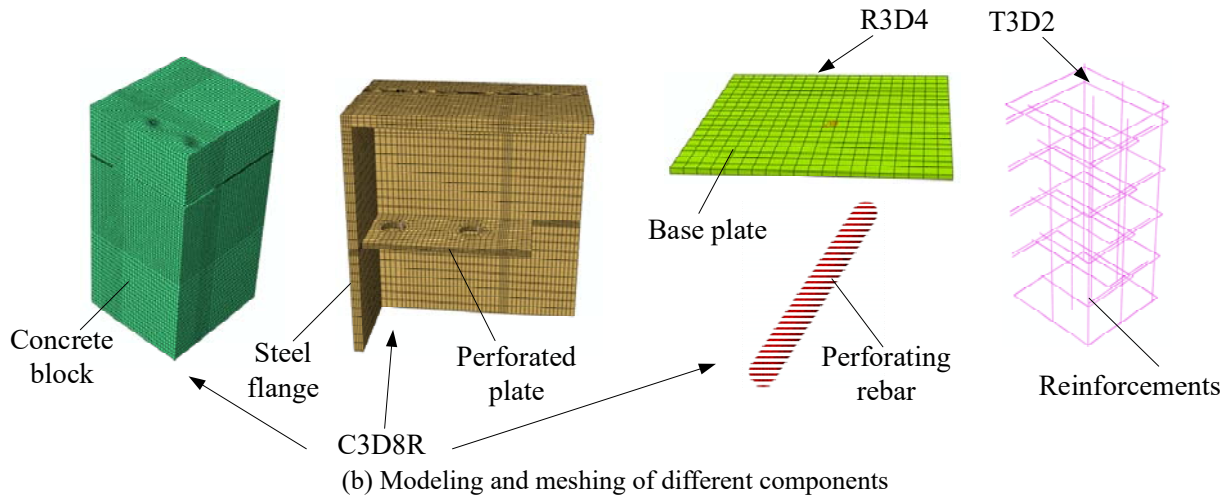 R3D4
T3D2
Base plate
Concrete
block
Steel
flange
Perforated
plate
Perforating
rebar
Reinforcements
C3D8R
(b) Modeling and meshing of different components